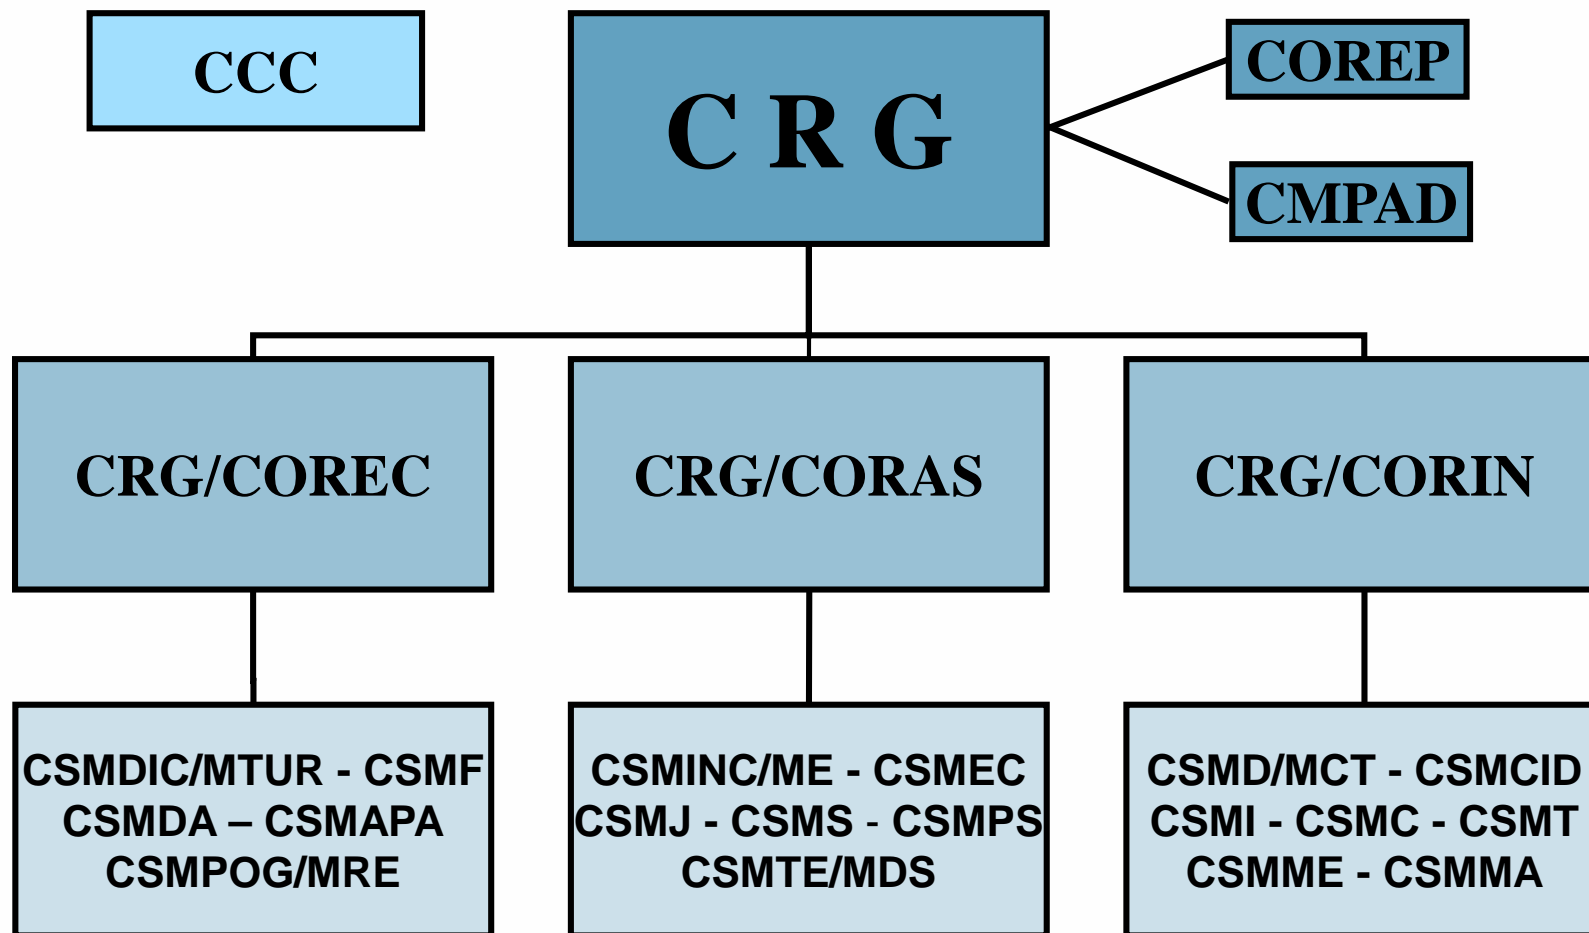 CCC
C R G
COREP
CMPAD
CRG/COREC
CRG/CORAS
CRG/CORIN
CSMDIC/MTUR - CSMF
CSMDA – CSMAPA
CSMPOG/MRE
CSMINC/ME - CSMEC
CSMJ - CSMS - CSMPS
CSMTE/MDS
CSMD/MCT - CSMCID
CSMI - CSMC - CSMT
CSMME - CSMMA